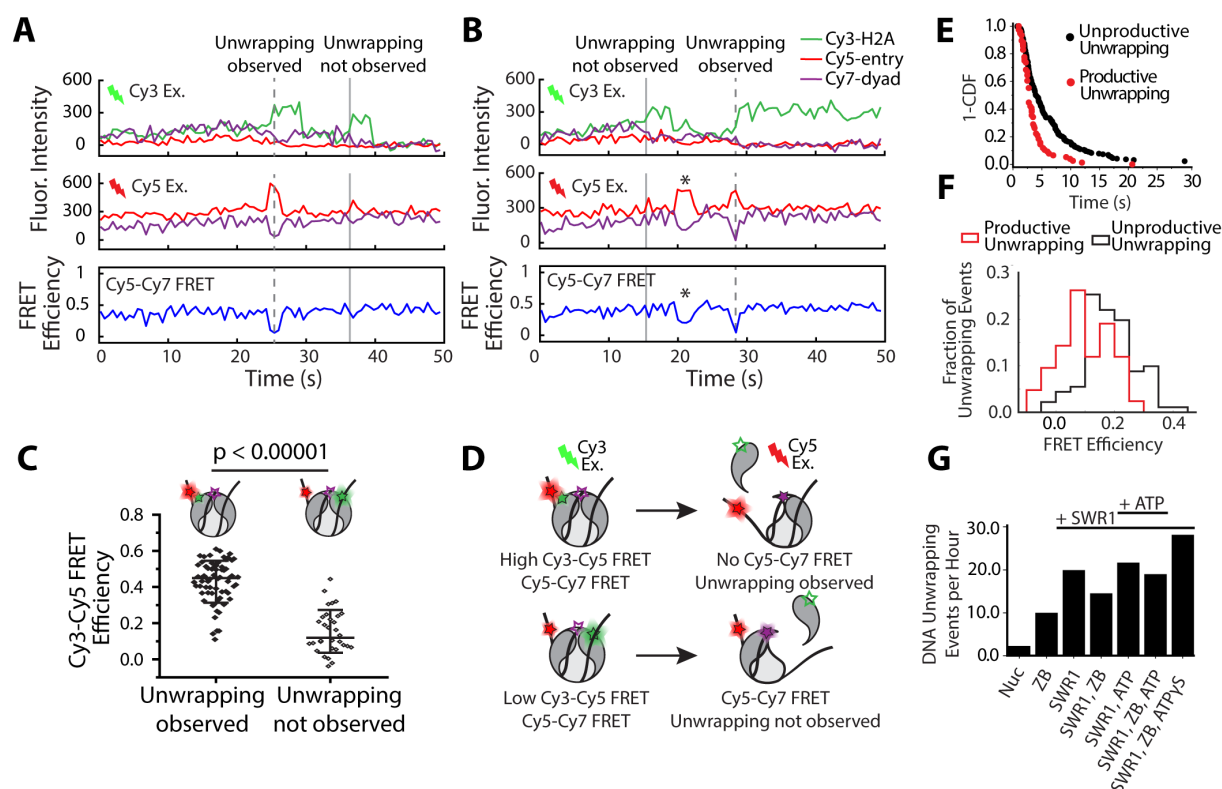 A
Unwrapping
observed
Unwrapping
not observed
Cy3 Ex.
Cy5 Ex.
Cy5-Cy7 FRET
Fluor. Intensity
FRET
Efficiency
600
300
0
600
300
0
1
0.5
0
0 10 20 30 40 50
Time (s)
B
Unwrapping
not observed
Unwrapping
observed
Cy3-H2A
Cy5-entry
Cy7-dyad
Cy3 Ex.
Cy5 Ex.
*
Cy5-Cy7 FRET
*
Fluor. Intensity
FRET
Efficiency
600
300
0
600
300
0
1
0.5
0
0 10 20 30 40 50
Time (s)
C
p < 0.00001
Cy3-Cy5 FRET
Efficiency
0.8
0.6
0.4
0.2
0.0
Unwrapping
observed
Unwrapping
not observed
D
Cy3
Ex.
Cy5
Ex.
High Cy3-Cy5 FRET
Cy5-Cy7 FRET
No Cy5-Cy7 FRET
Unwrapping observed
Low Cy3-Cy5 FRET
Cy5-Cy7 FRET
Cy5-Cy7 FRET
Unwrapping not observed
E
Unproductive
Unwrapping
Productive
Unwrapping
1-CDF
1.0
0.8
0.6
0.4
0.2
0.0
0 5 10 15 20 25 30
Time (s)
F
Productive
Unwrapping
Unproductive
Unwrapping
Fraction of
Unwrapping Events
0.3
0.2
0.1
0.0
0.0 0.2 0.4
FRET Efficiency
G
+ ATP
+ SWR1
DNA Unwrapping
Events per Hour
30.0
20.0
10.0
0.0
Nuc
ZB
SWR1
SWR1, ZB
SWR1, ATP
SWR1, ZB, ATP
SWR1, ZB, ATPγS